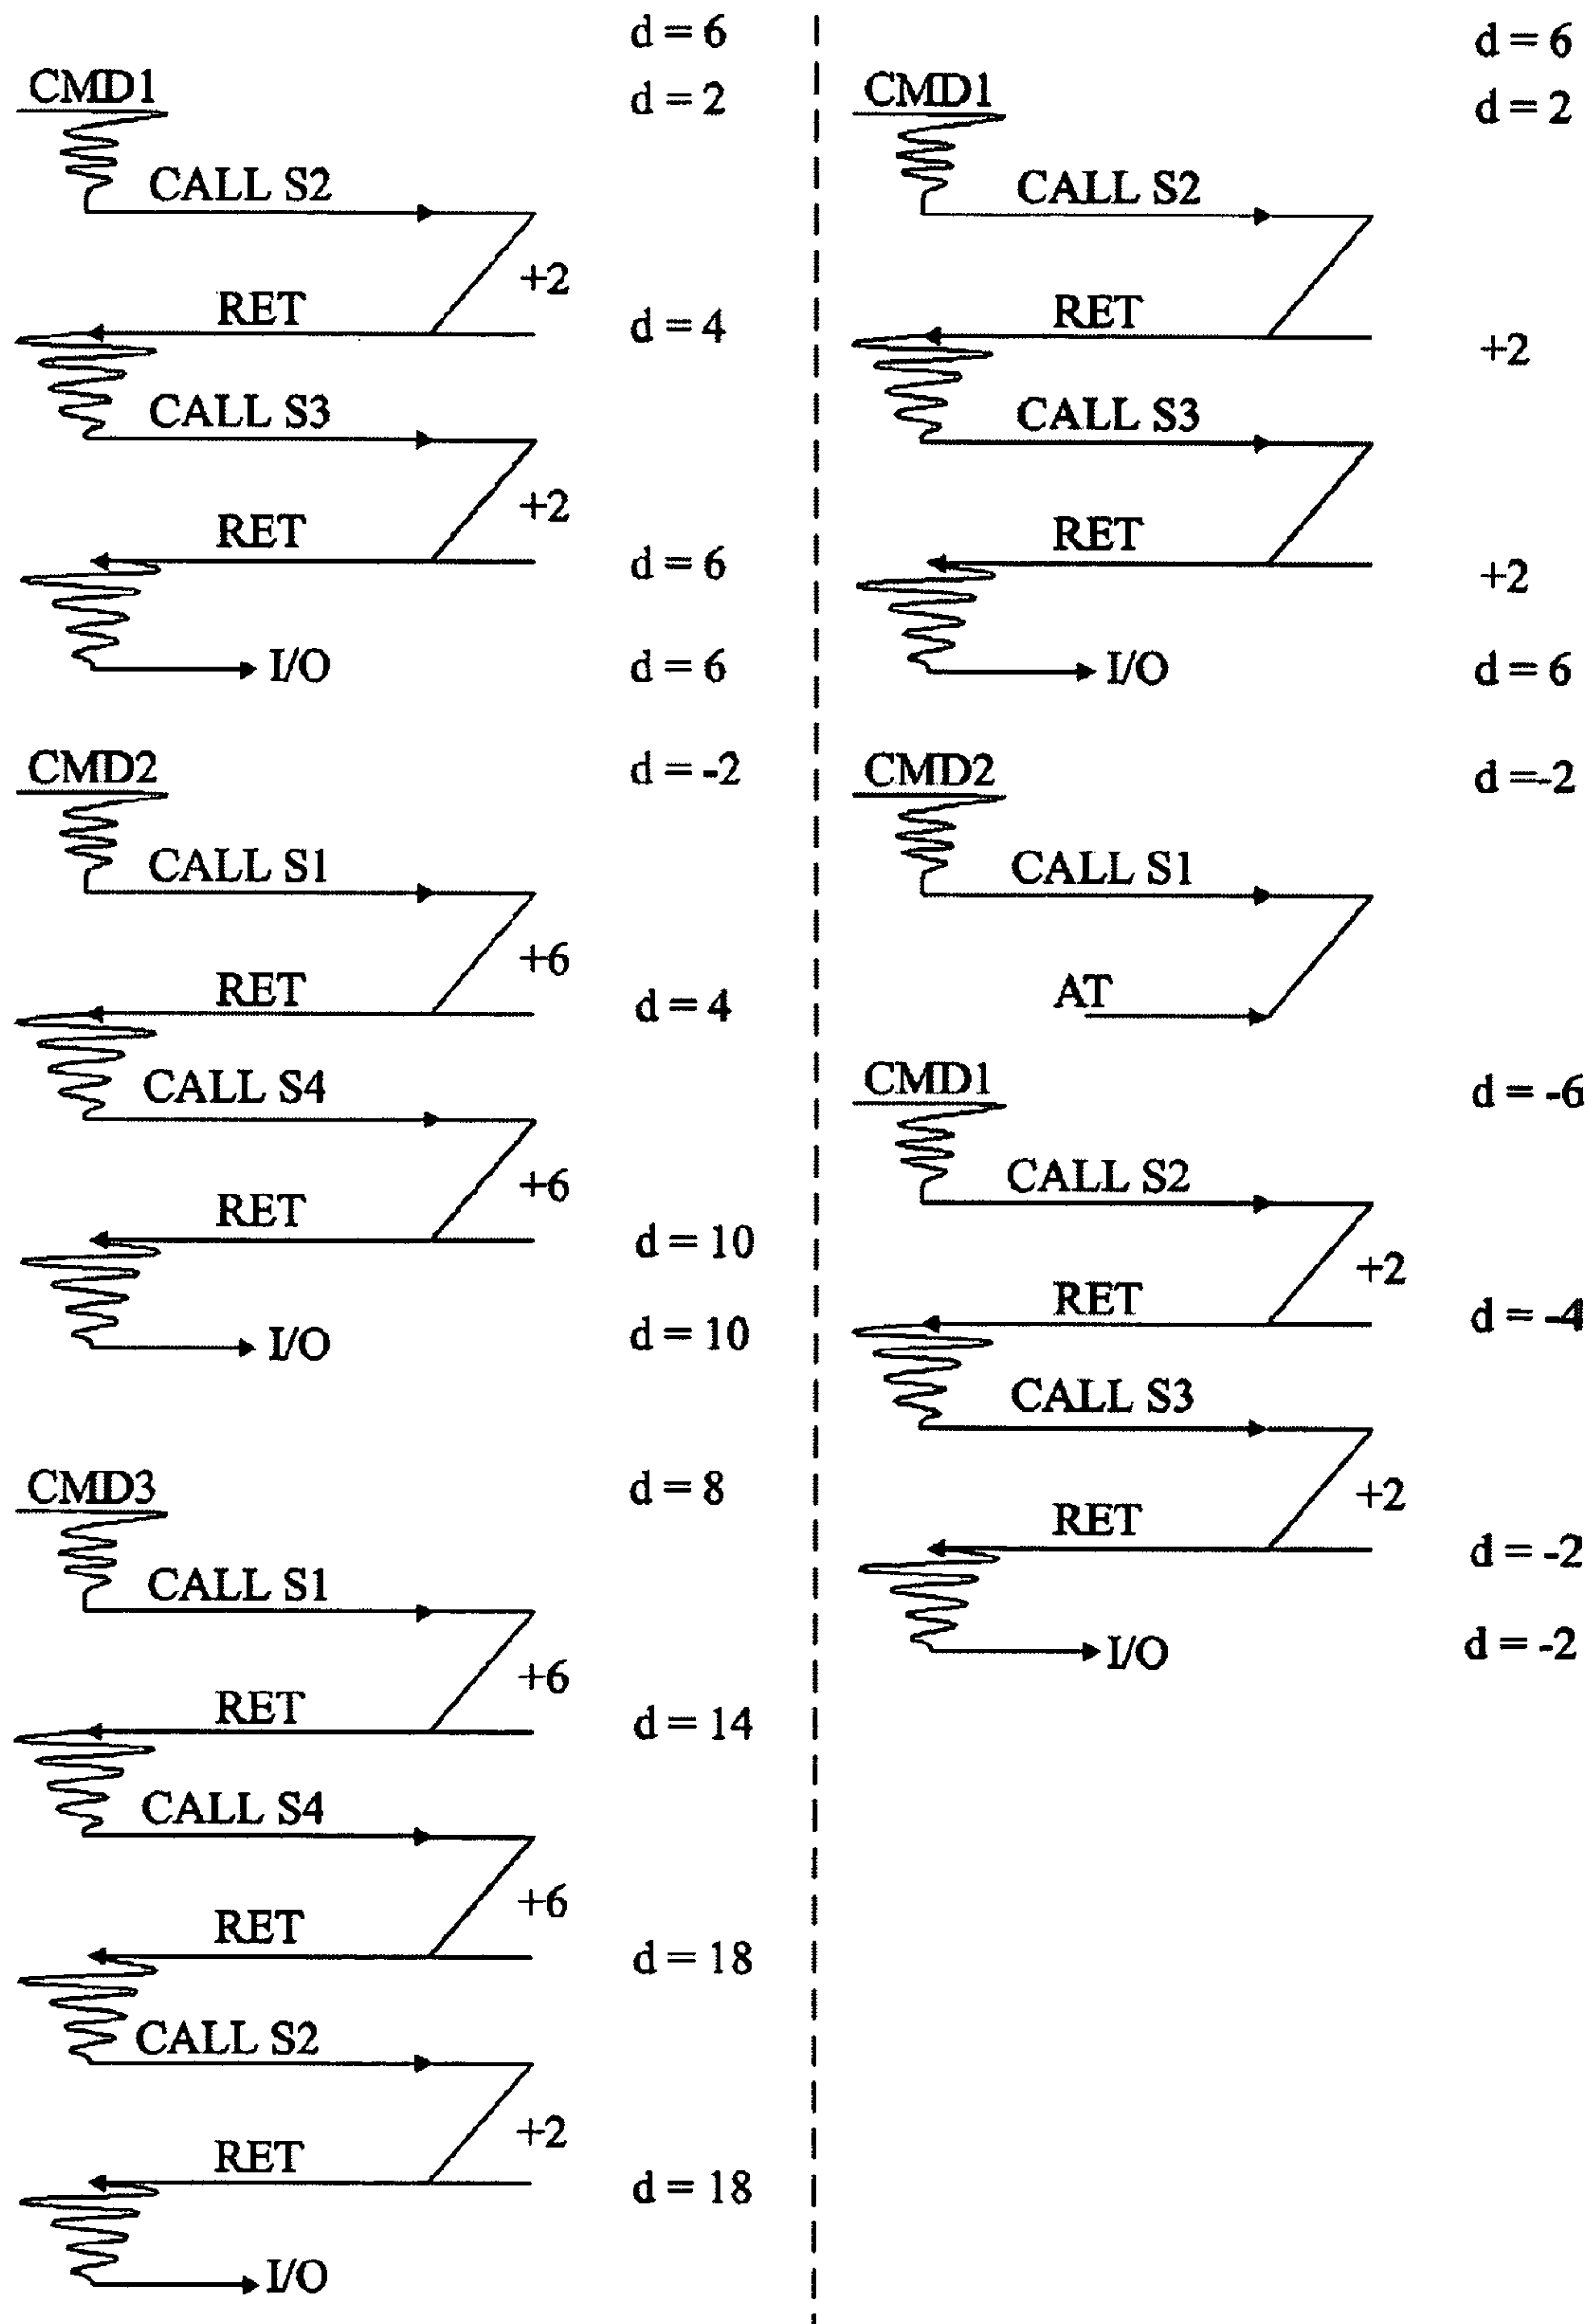 d = 6
CMD1
d = 2
CALL S2
+2
RET
d = 4
CALL S3
+2
RET
d = 6
I/O
d = 6
CMD2
d = -2
CALL S1
+6
RET
d = 4
CALL S4
+6
RET
d = 10
I/O
d = 10
CMD3
d = 8
CALL S1
+6
RET
d = 14
CALL S4
+6
RET
d = 18
CALL S2
+2
RET
d = 18
I/O
d = 6
CMD1
d = 2
CALL S2
RET
+2
CALL S3
RET
+2
I/O
d = 6
CMD2
d =-2
CALL S1
AT
CMD1
d = -6
CALL S2
+2
RET
d = -4
CALL S3
+2
RET
d = -2
I/O
d = -2